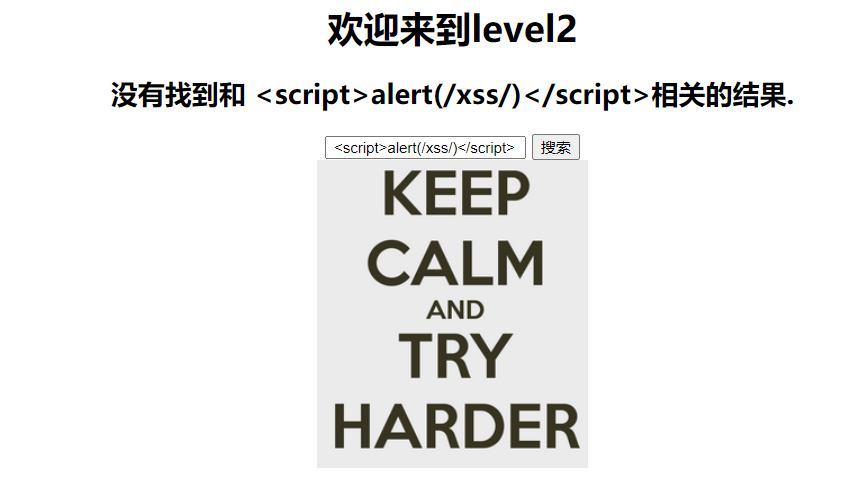 欢迎来到level2
没有找到和 <script>alert(/xss/)</script>相关的结果.
<script>alert(/xss/)</script> 搜索
KEEP
CALM
AND
TRY
HARDER